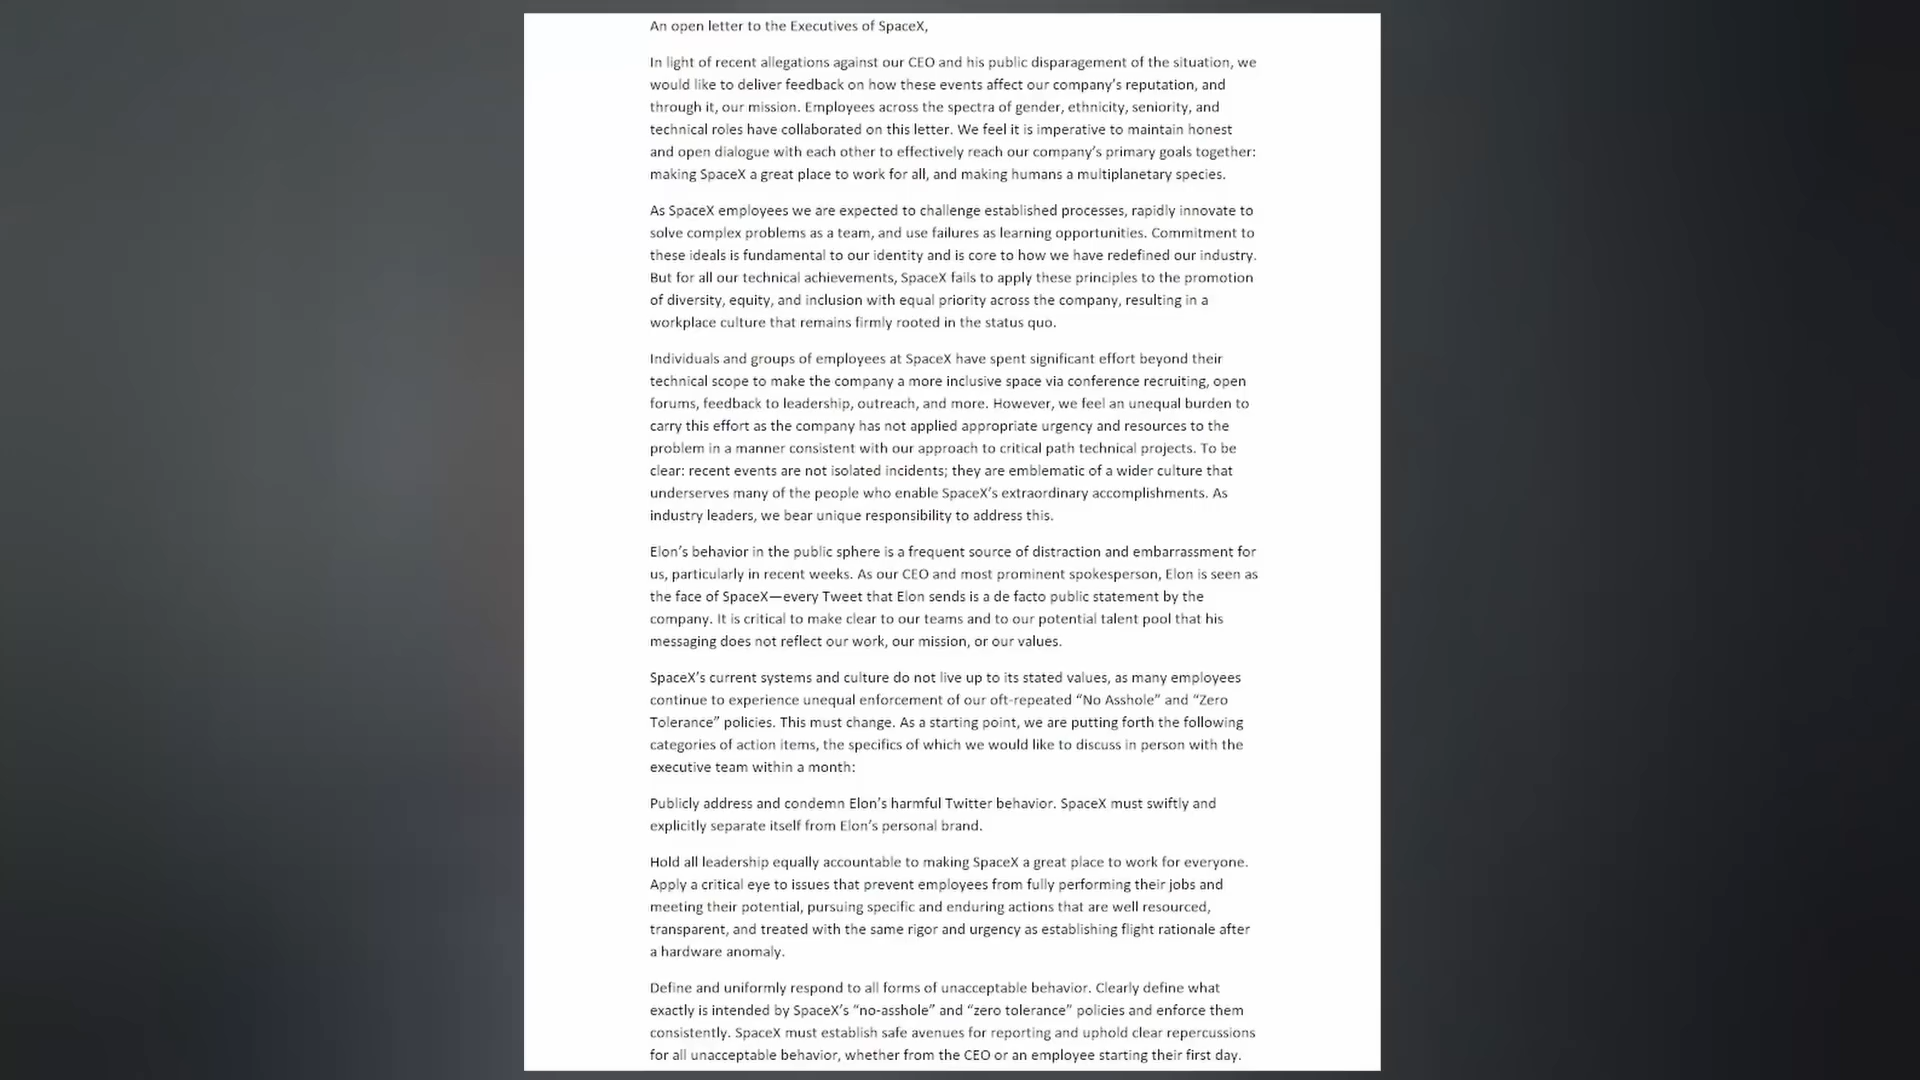 An open letter to the Executives of SpaceX,
In light of recent allegations against our CEO and his public disparagement of the situation, we
would like to deliver feedback on how these events affect our company’s reputation, and
through it, our mission. Employees across the spectra of gender, ethnicity, seniority, and
technical roles have collaborated on this letter. We feel it is imperative to maintain honest
and open dialogue with each other to effectively reach our company’s primary goals together:
making SpaceX a great place to work for all, and making humans a multiplanetary species.
As SpaceX employees we are expected to challenge established processes, rapidly innovate to
solve complex problems as a team, and use failures as learning opportunities. Commitment to
these ideals is fundamental to our identity and is core to how we have redefined our industry.
But for all our technical achievements, SpaceX fails to apply these principles to the promotion
of diversity, equity, and inclusion with equal priority across the company, resulting in a
workplace culture that remains firmly rooted in the status quo.
Individuals and groups of employees at SpaceX have spent significant effort beyond their
technical scope to make the company a more inclusive space via conference recruiting, open
forums, feedback to leadership, outreach, and more. However, we feel an unequal burden to
carry this effort as the company has not applied appropriate urgency and resources to the
problem in a manner consistent with our approach to critical path technical projects. To be
clear: recent events are not isolated incidents; they are emblematic of a wider culture that
underserves many of the people who enable SpaceX’s extraordinary accomplishments. As
industry leaders, we bear unique responsibility to address this.
Elon’s behavior in the public sphere is a frequent source of distraction and embarrassment for
us, particularly in recent weeks. As our CEO and most prominent spokesperson, Elon is seen as
the face of SpaceX—every Tweet that Elon sends is a de facto public statement by the
company. It is critical to make clear to our teams and to our potential talent pool that his
messaging does not reflect our work, our mission, or our values.
SpaceX’s current systems and culture do not live up to its stated values, as many employees
continue to experience unequal enforcement of our oft-repeated “No Asshole” and “Zero
Tolerance” policies. This must change. As a starting point, we are putting forth the following
categories of action items, the specifics of which we would like to discuss in person with the
executive team within a month:
Publicly address and condemn Elon’s harmful Twitter behavior. SpaceX must swiftly and
explicitly separate itself from Elon’s personal brand.
Hold all leadership equally accountable to making SpaceX a great place to work for everyone.
Apply a critical eye to issues that prevent employees from fully performing their jobs and
meeting their potential, pursuing specific and enduring actions that are well resourced,
transparent, and treated with the same rigor and urgency as establishing flight rationale after
a hardware anomaly.
Define and uniformly respond to all forms of unacceptable behavior. Clearly define what
exactly is intended by SpaceX’s “no-asshole” and “zero tolerance” policies and enforce them
consistently. SpaceX must establish safe avenues for reporting and uphold clear repercussions
for all unacceptable behavior, whether from the CEO or an employee starting their first day.